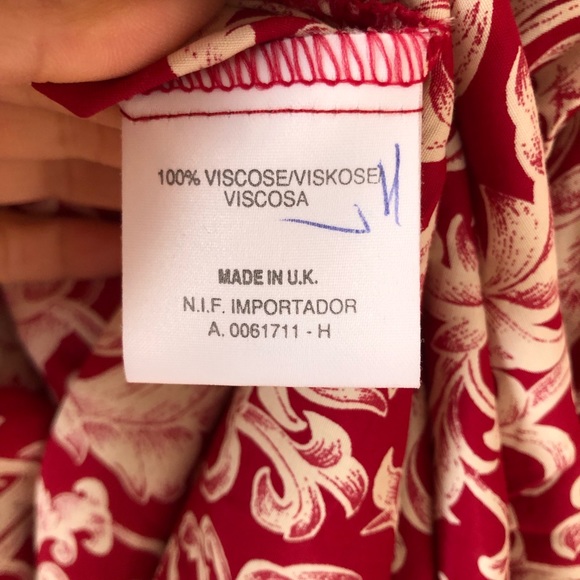 100% VISCOSE/VISKOSE/
VISCOSA
MADE IN U.K.
N.I.F. IMPORTADOR
A. 0061711 - H